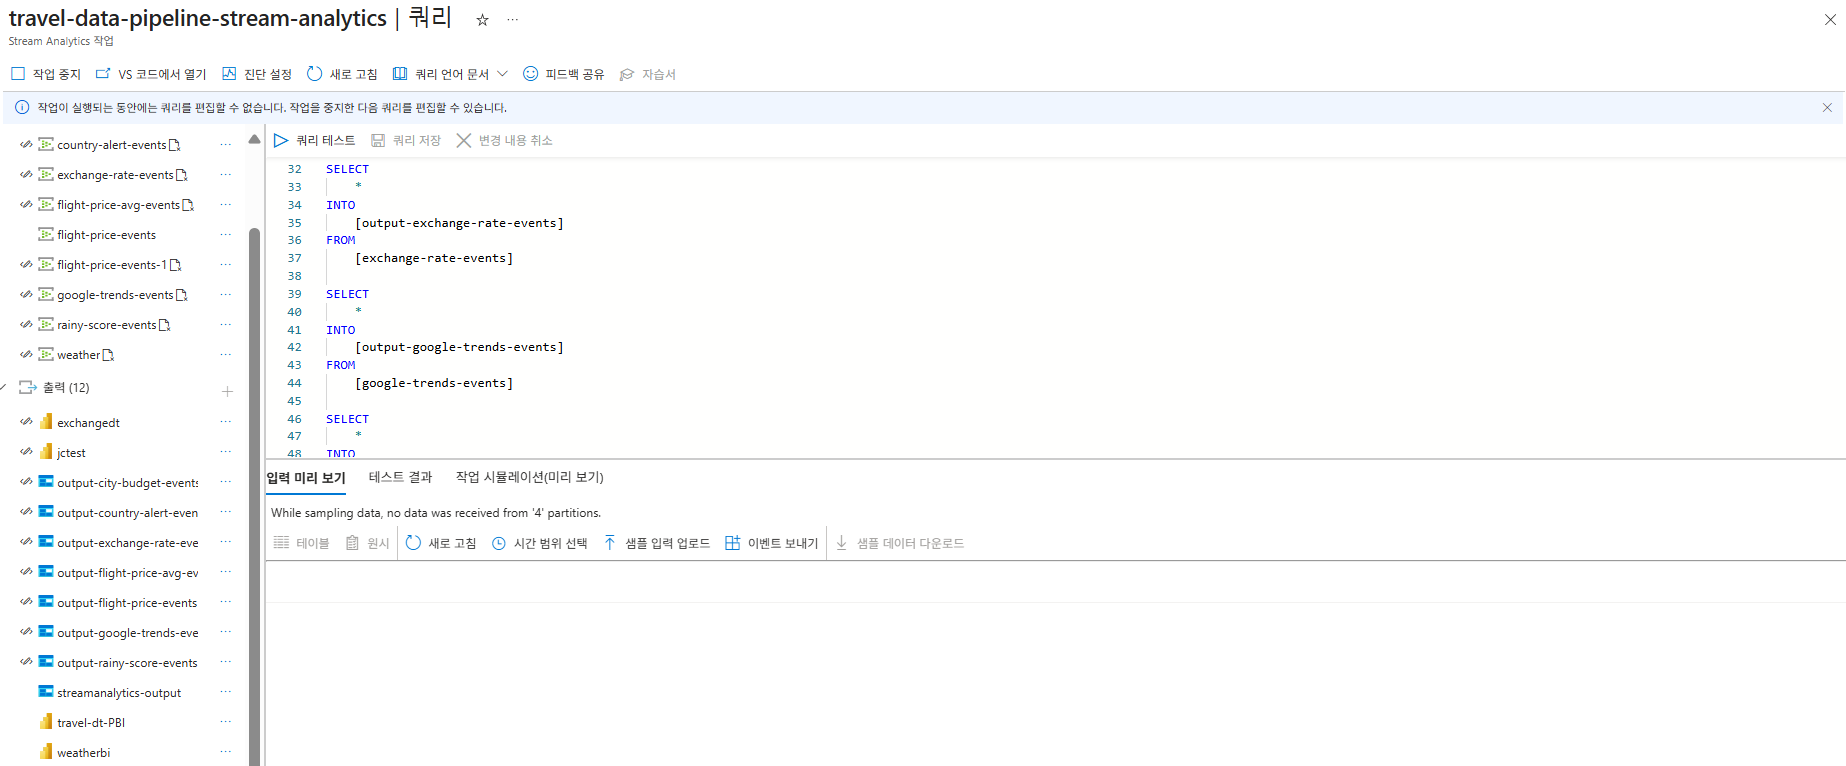 travel-data-pipeline-stream-analytics | 쿼리
Stream Analytics 작업
작업 중지 VS 코드에서 열기 진단 설정 새로 고침 쿼리 언어 문서 피드백 공유 자습서
작업이 실행되는 동안에는 쿼리를 편집할 수 없습니다. 작업을 중지한 다음 쿼리를 편집할 수 있습니다.
country-alert-events
exchange-rate-events
flight-price-avg-events
flight-price-events
flight-price-events-1
google-trends-events
rainy-score-events
weather
출력 (12)
exchangedt
jctest
output-city-budget-events
output-country-alert-even
output-exchange-rate-eve
output-flight-price-avg-ev
output-flight-price-events
output-google-trends-eve
output-rainy-score-events
streamanalytics-output
travel-dt-PBI
weatherbi
쿼리 테스트 쿼리 저장 변경 내용 취소
32 SELECT
33 *
34 INTO
35 [output-exchange-rate-events]
36 FROM
37 [exchange-rate-events]
38
39 SELECT
40 *
41 INTO
42 [output-google-trends-events]
43 FROM
44 [google-trends-events]
45
46 SELECT
47 *
48 INTO
입력 미리 보기 테스트 결과 작업 시뮬레이션(미리 보기)
While sampling data, no data was received from '4' partitions.
테이블 원시 새로 고침 시간 범위 선택 샘플 입력 업로드 이벤트 보내기 샘플 데이터 다운로드